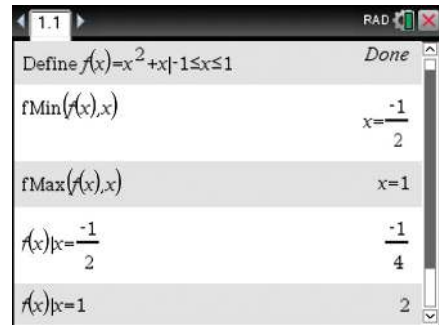 1.1 RAD
Define f(x)=x²+x|-1≤x≤1 Done
fMin(f(x),x) x=-1/2
fMax(f(x),x) x=1
f(x)|x=-1/2 -1/4
f(x)|x=1 2